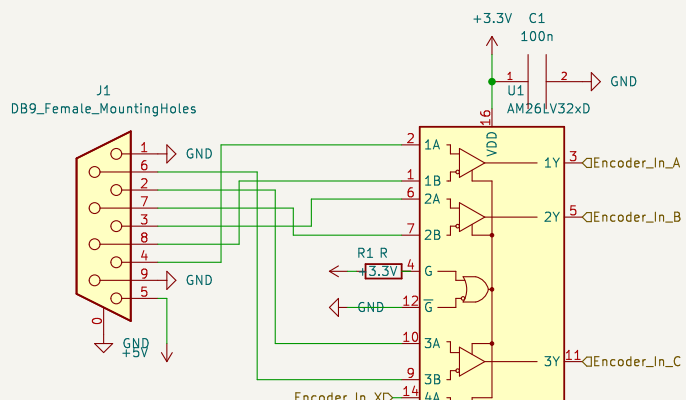 +3.3V
C1
100n
1
2
GND
U1
AM26LV32xD
J1
DB9_Female_MountingHoles
16
VDD
1
GND
6
2
7
3
8
4
9
GND
5
0
GND
+5V
2
1A
1
1B
6
2A
7
2B
R1 R
+3.3V
4
G
GND
12
G
10
3A
9
3B
Encoder_In_X
14
4A
1Y
3
Encoder_In_A
2Y
5
Encoder_In_B
3Y
11
Encoder_In_C